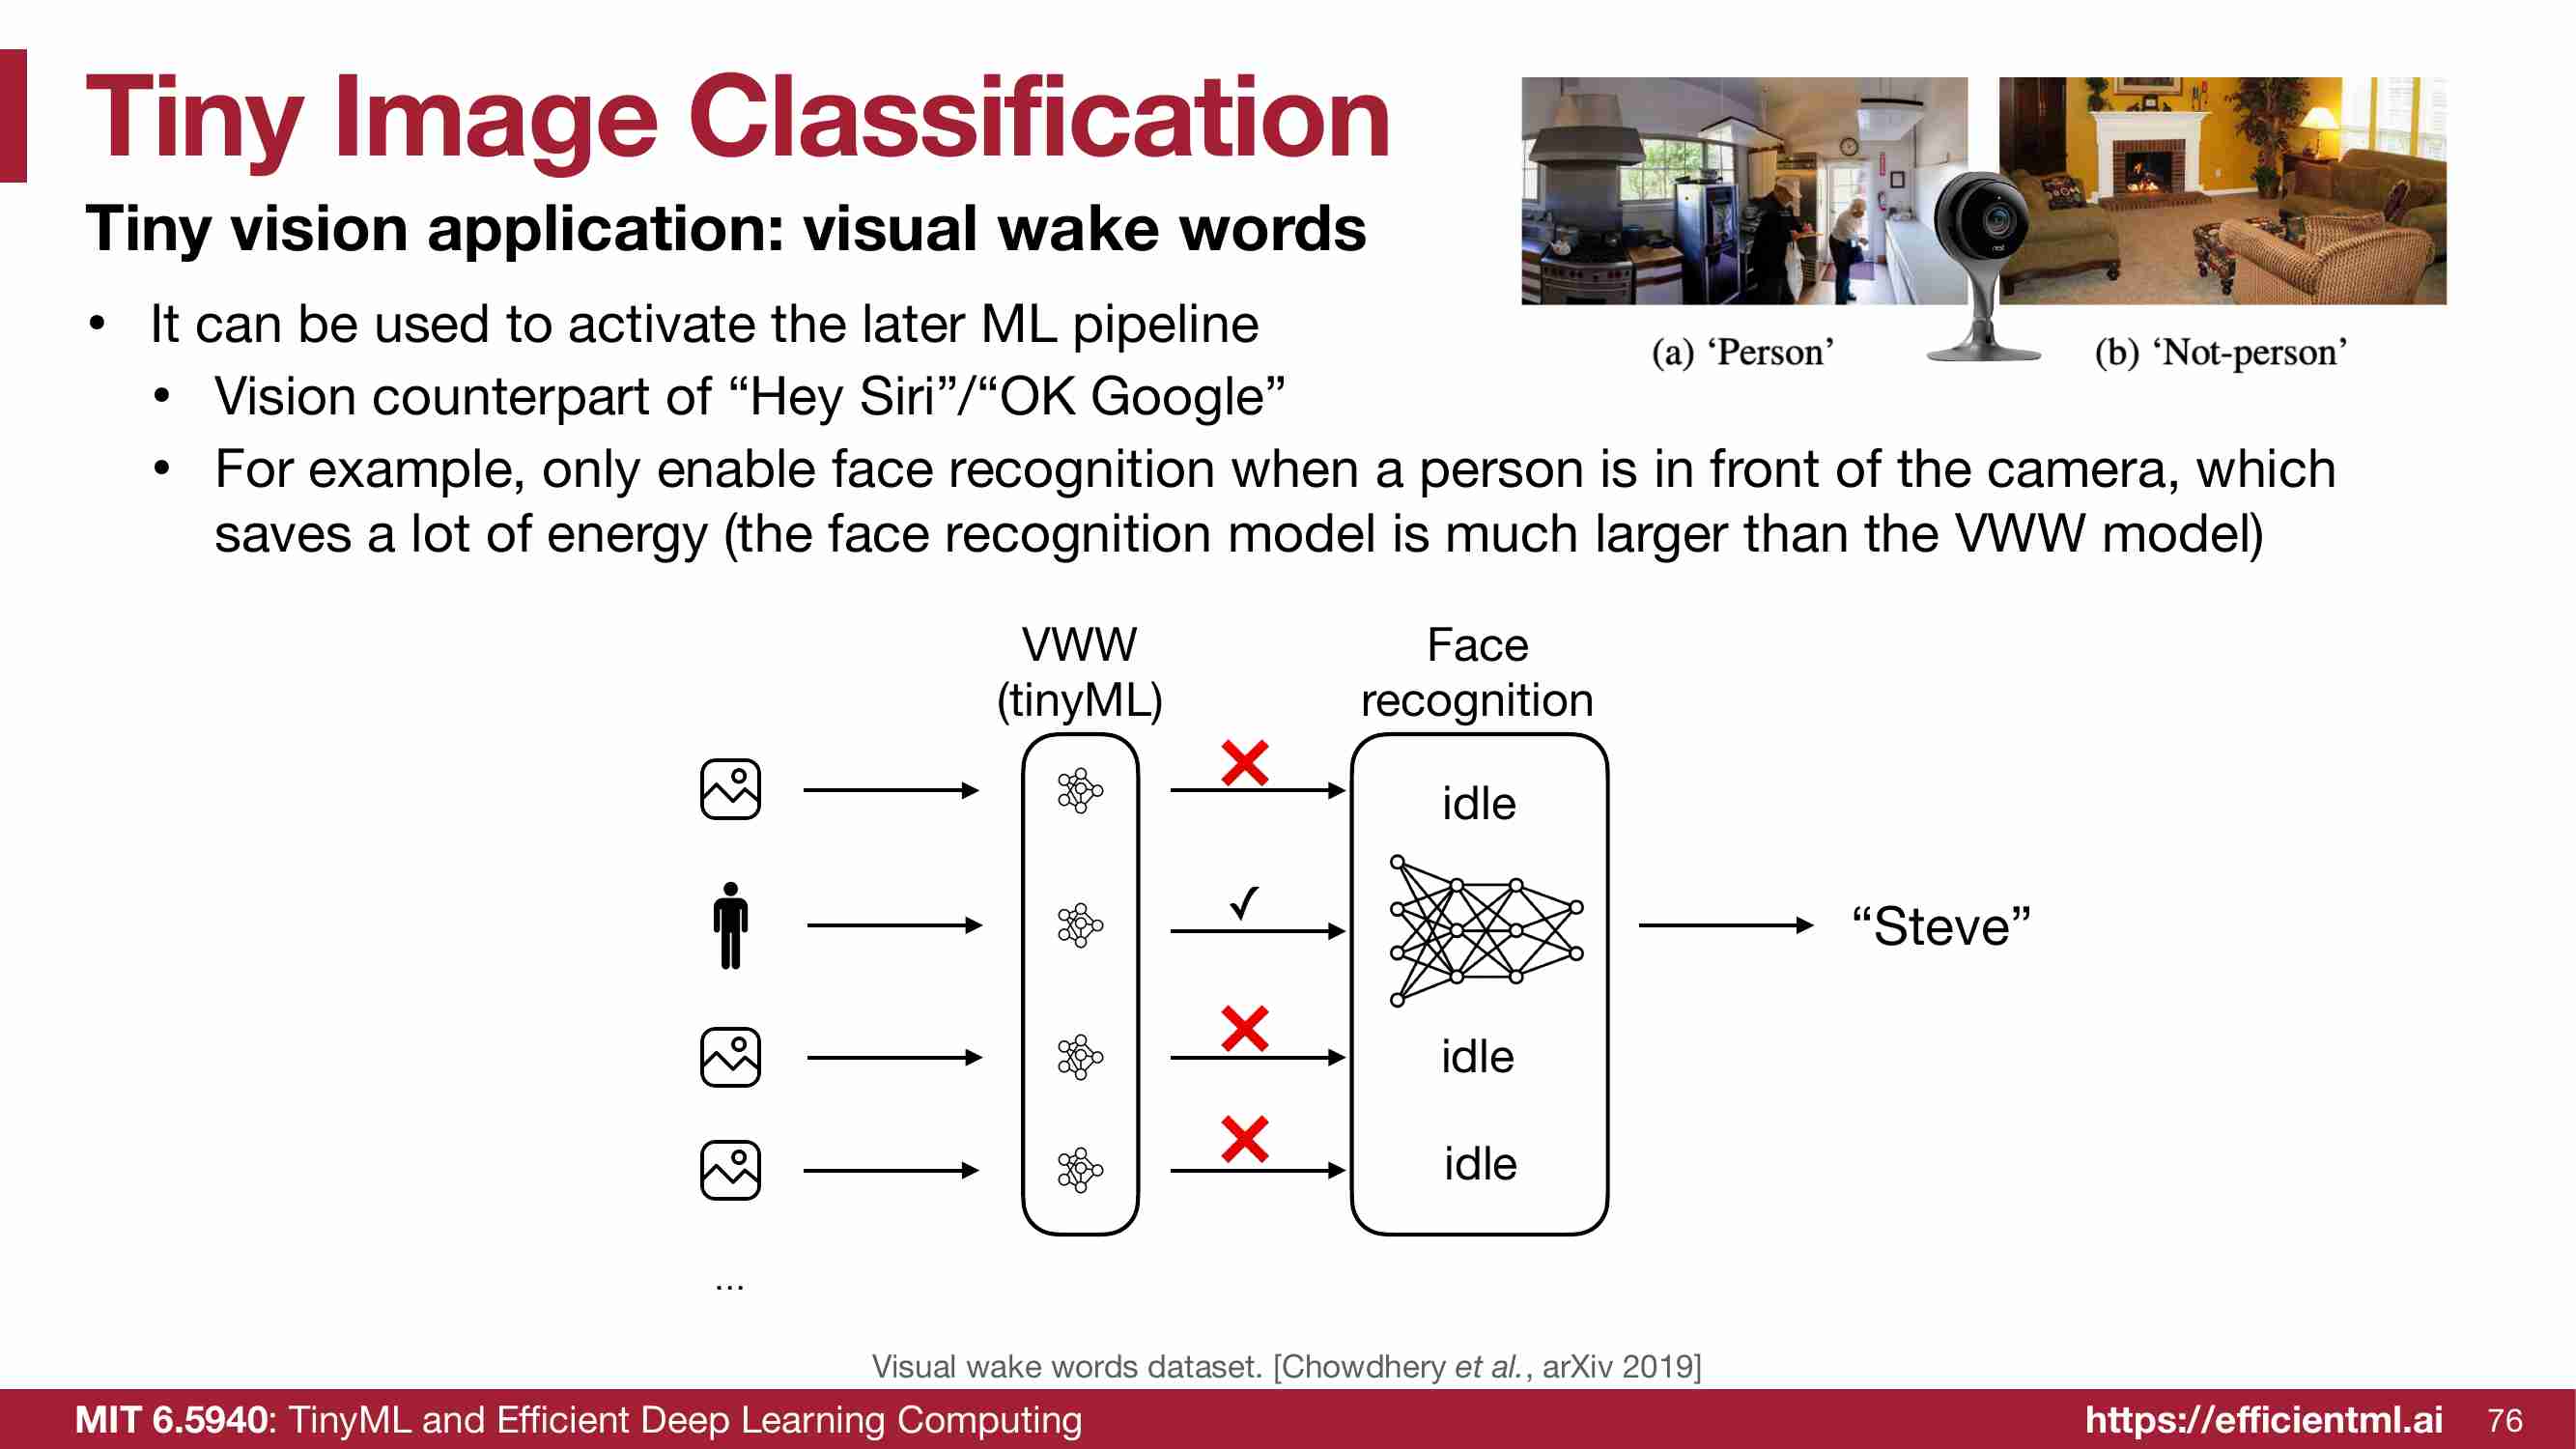 Tiny Image Classification
Tiny vision application: visual wake words
• It can be used to activate the later ML pipeline
• Vision counterpart of “Hey Siri”/“OK Google”
• For example, only enable face recognition when a person is in front of the camera, which
saves a lot of energy (the face recognition model is much larger than the VWW model)
(a) ‘Person’
(b) ‘Not-person’
VWW
(tinyML)
Face
recognition
idle
“Steve”
idle
idle
...
Visual wake words dataset. [Chowdhery et al., arXiv 2019]
MIT 6.5940: TinyML and Efficient Deep Learning Computing
https://efficientml.ai
76